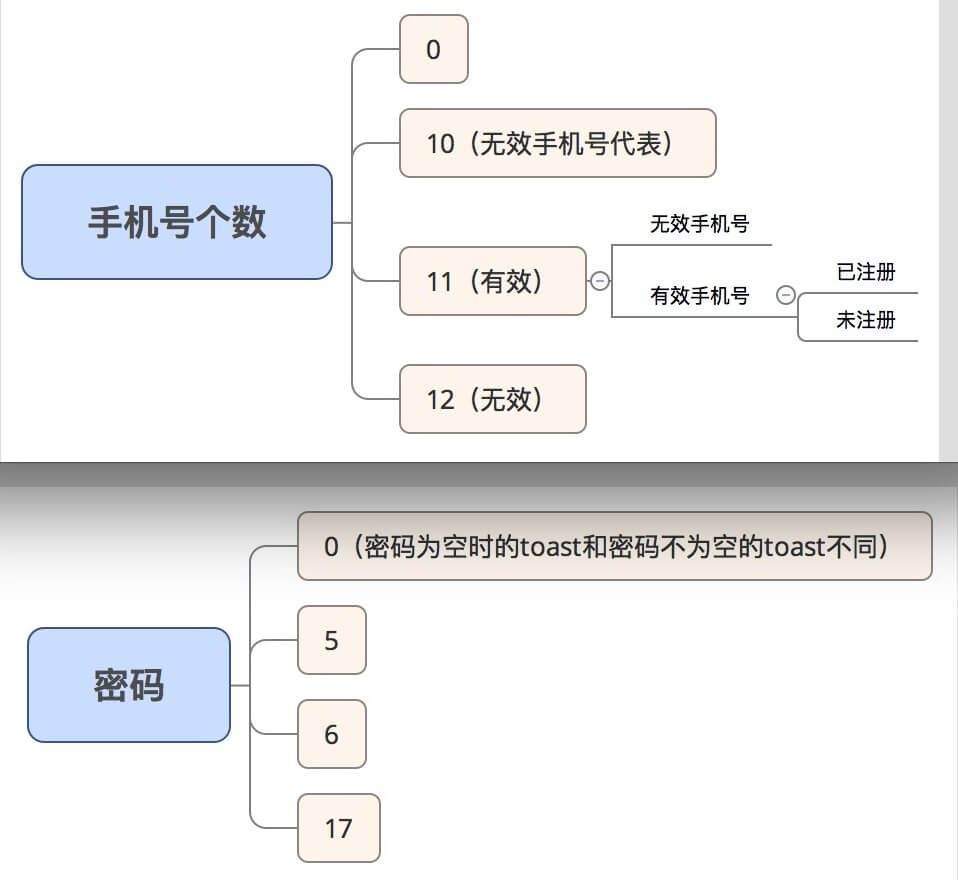 手机号个数
0
10（无效手机号代表）
11（有效）
无效手机号
有效手机号
已注册
未注册
12（无效）
密码
0（密码为空时的toast和密码不为空的toast不同）
5
6
17